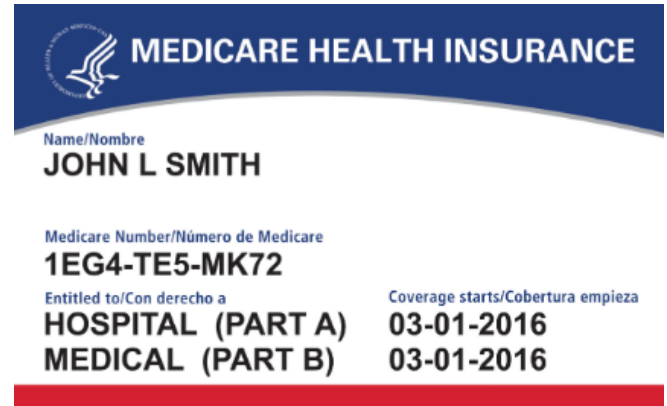 MEDICARE HEALTH INSURANCE
Name/Nombre
JOHN L SMITH
Medicare Number/Número de Medicare
1EG4-TE5-MK72
Entitled to/Con derecho a Coverage starts/Cobertura empieza
HOSPITAL (PART A) 03-01-2016
MEDICAL (PART B) 03-01-2016